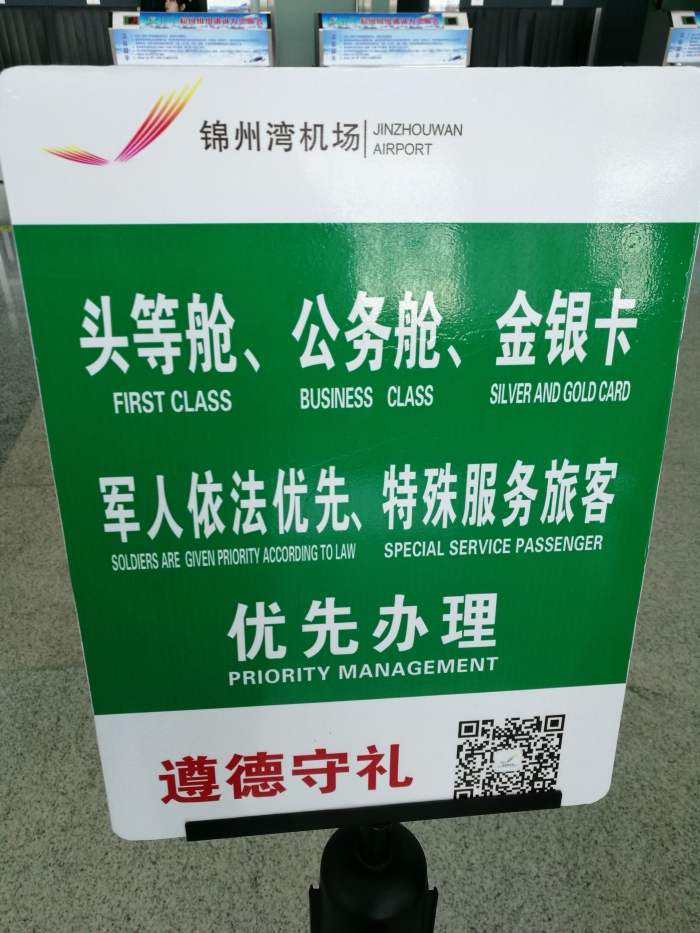 锦州湾机场
JINZHOUWAN
AIRPORT
头等舱、公务舱、金银卡
FIRST CLASS BUSINESS CLASS SILVER AND GOLD CARD
军人依法优先、特殊服务旅客
SOLDIERS ARE GIVEN PRIORITY ACCORDING TO LAW SPECIAL SERVICE PASSENGER
优先办理
PRIORITY MANAGEMENT
遵德守礼